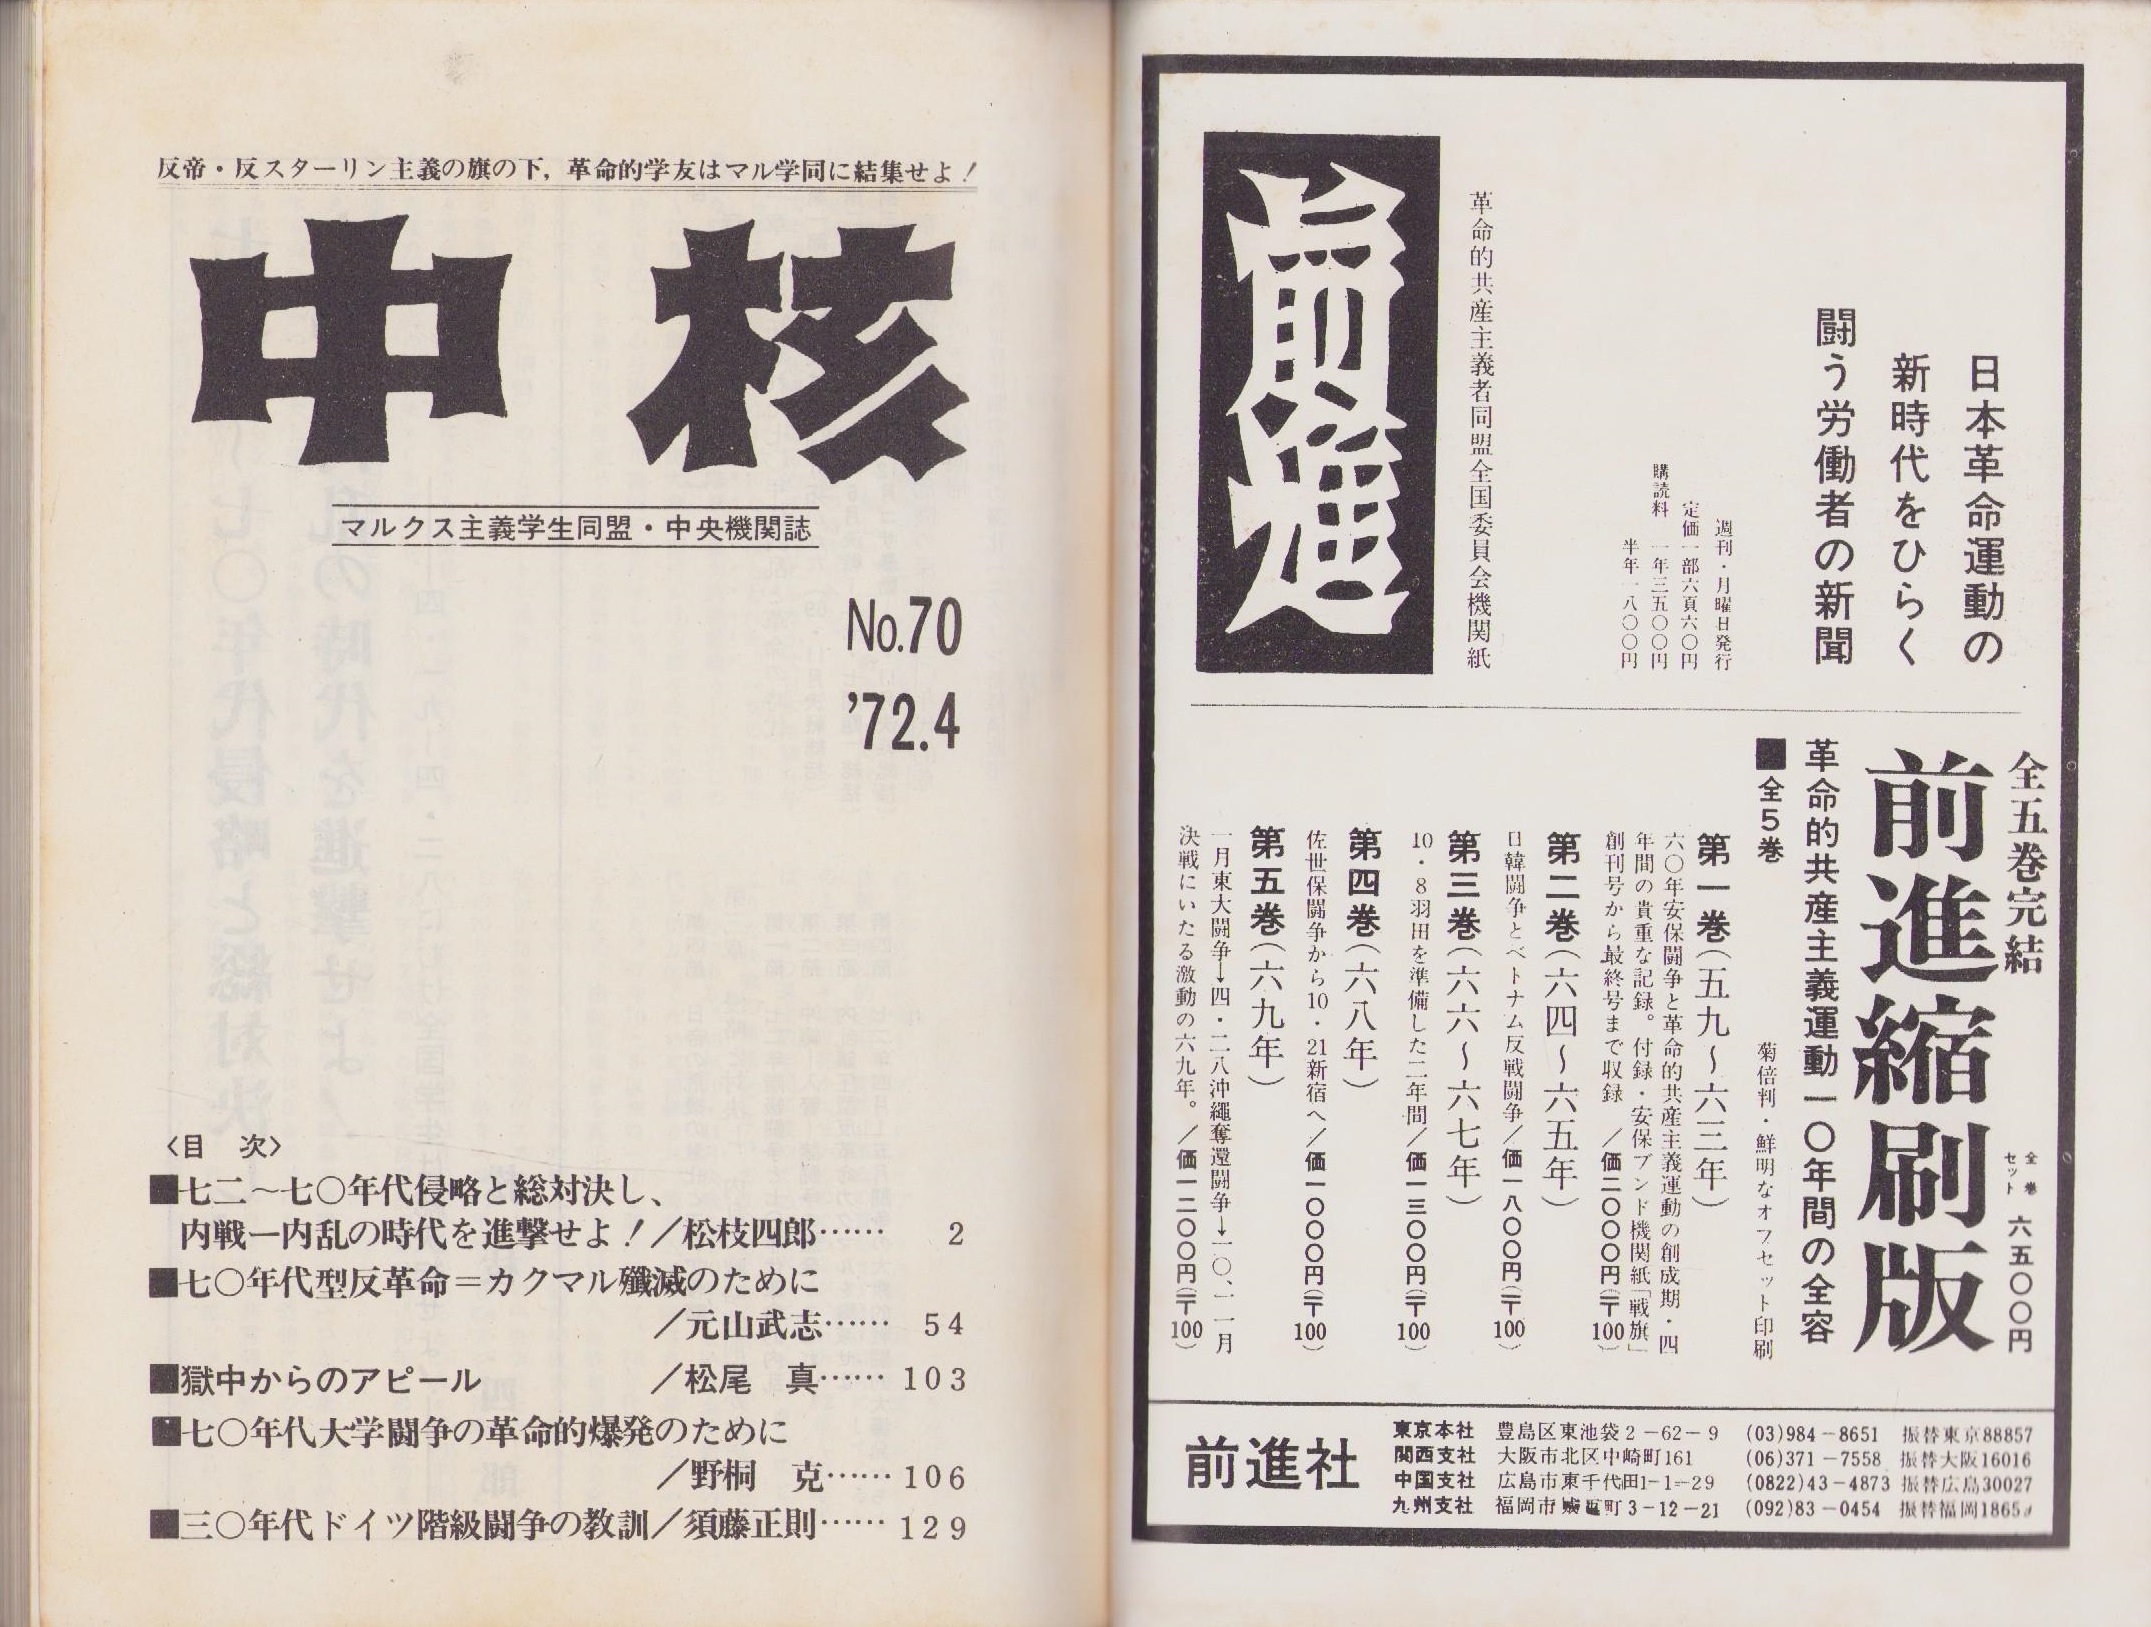 反帝・反スターリン主義の旗の下，革命的学友はマル学同に結集せよ！
中核
マルクス主義学生同盟・中央機関誌
No.70
'72.4
〈目　次〉
■七二〜七〇年代侵略と総対決し、
内戦―内乱の時代を進撃せよ！／松枝四郎…… 2
■七〇年代型反革命＝カクマル殲滅のために
／元山武志…… 54
■獄中からのアピール　／松尾　真…… 103
■七〇年代大学闘争の革命的爆発のために
／野桐　克…… 106
■三〇年代ドイツ階級闘争の教訓／須藤正則…… 129
日本革命運動の
新時代をひらく
闘う労働者の新聞
週刊・月曜日発行
定価一部六頁六〇円
購読料　一年三五〇〇円
半年一八〇〇円
革命的共産主義者同盟全国委員会機関紙
前進
全五巻完結
全巻セット　六五〇〇円
前進縮刷版
革命的共産主義運動一〇年間の全容
■全5巻　菊倍判・鮮明なオフセット印刷
第一巻（五九〜六三年）
六〇年安保闘争と革命的共産主義運動の創成期・四
年間の貴重な記録。付録・安保ブンド機関紙「戦旗」
創刊号から最終号まで収録　／価二〇〇〇円（〒100）
第二巻（六四〜六五年）
日韓闘争とベトナム反戦闘争／価一八〇〇円（〒100）
第三巻（六六〜六七年）
10・8羽田を準備した二年間／価一三〇〇円（〒100）
第四巻（六八年）
佐世保闘争から10・21新宿へ／価一〇〇〇円（〒100）
第五巻（六九年）
一月東大闘争→四・二八沖縄奪還闘争→一〇、一一月
決戦にいたる激動の六九年。／価一二〇〇円（〒100）
前進社
東京本社　豊島区東池袋2－62－9　(03)984－8651　振替東京88857
関西支社　大阪市北区中崎町161　(06)371－7558　振替大阪16016
中国支社　広島市東千代田1－1－29　(0822)43－4873　振替広島30027
九州支社　福岡市　町3－12－21　(092)83－0454　振替福岡1865